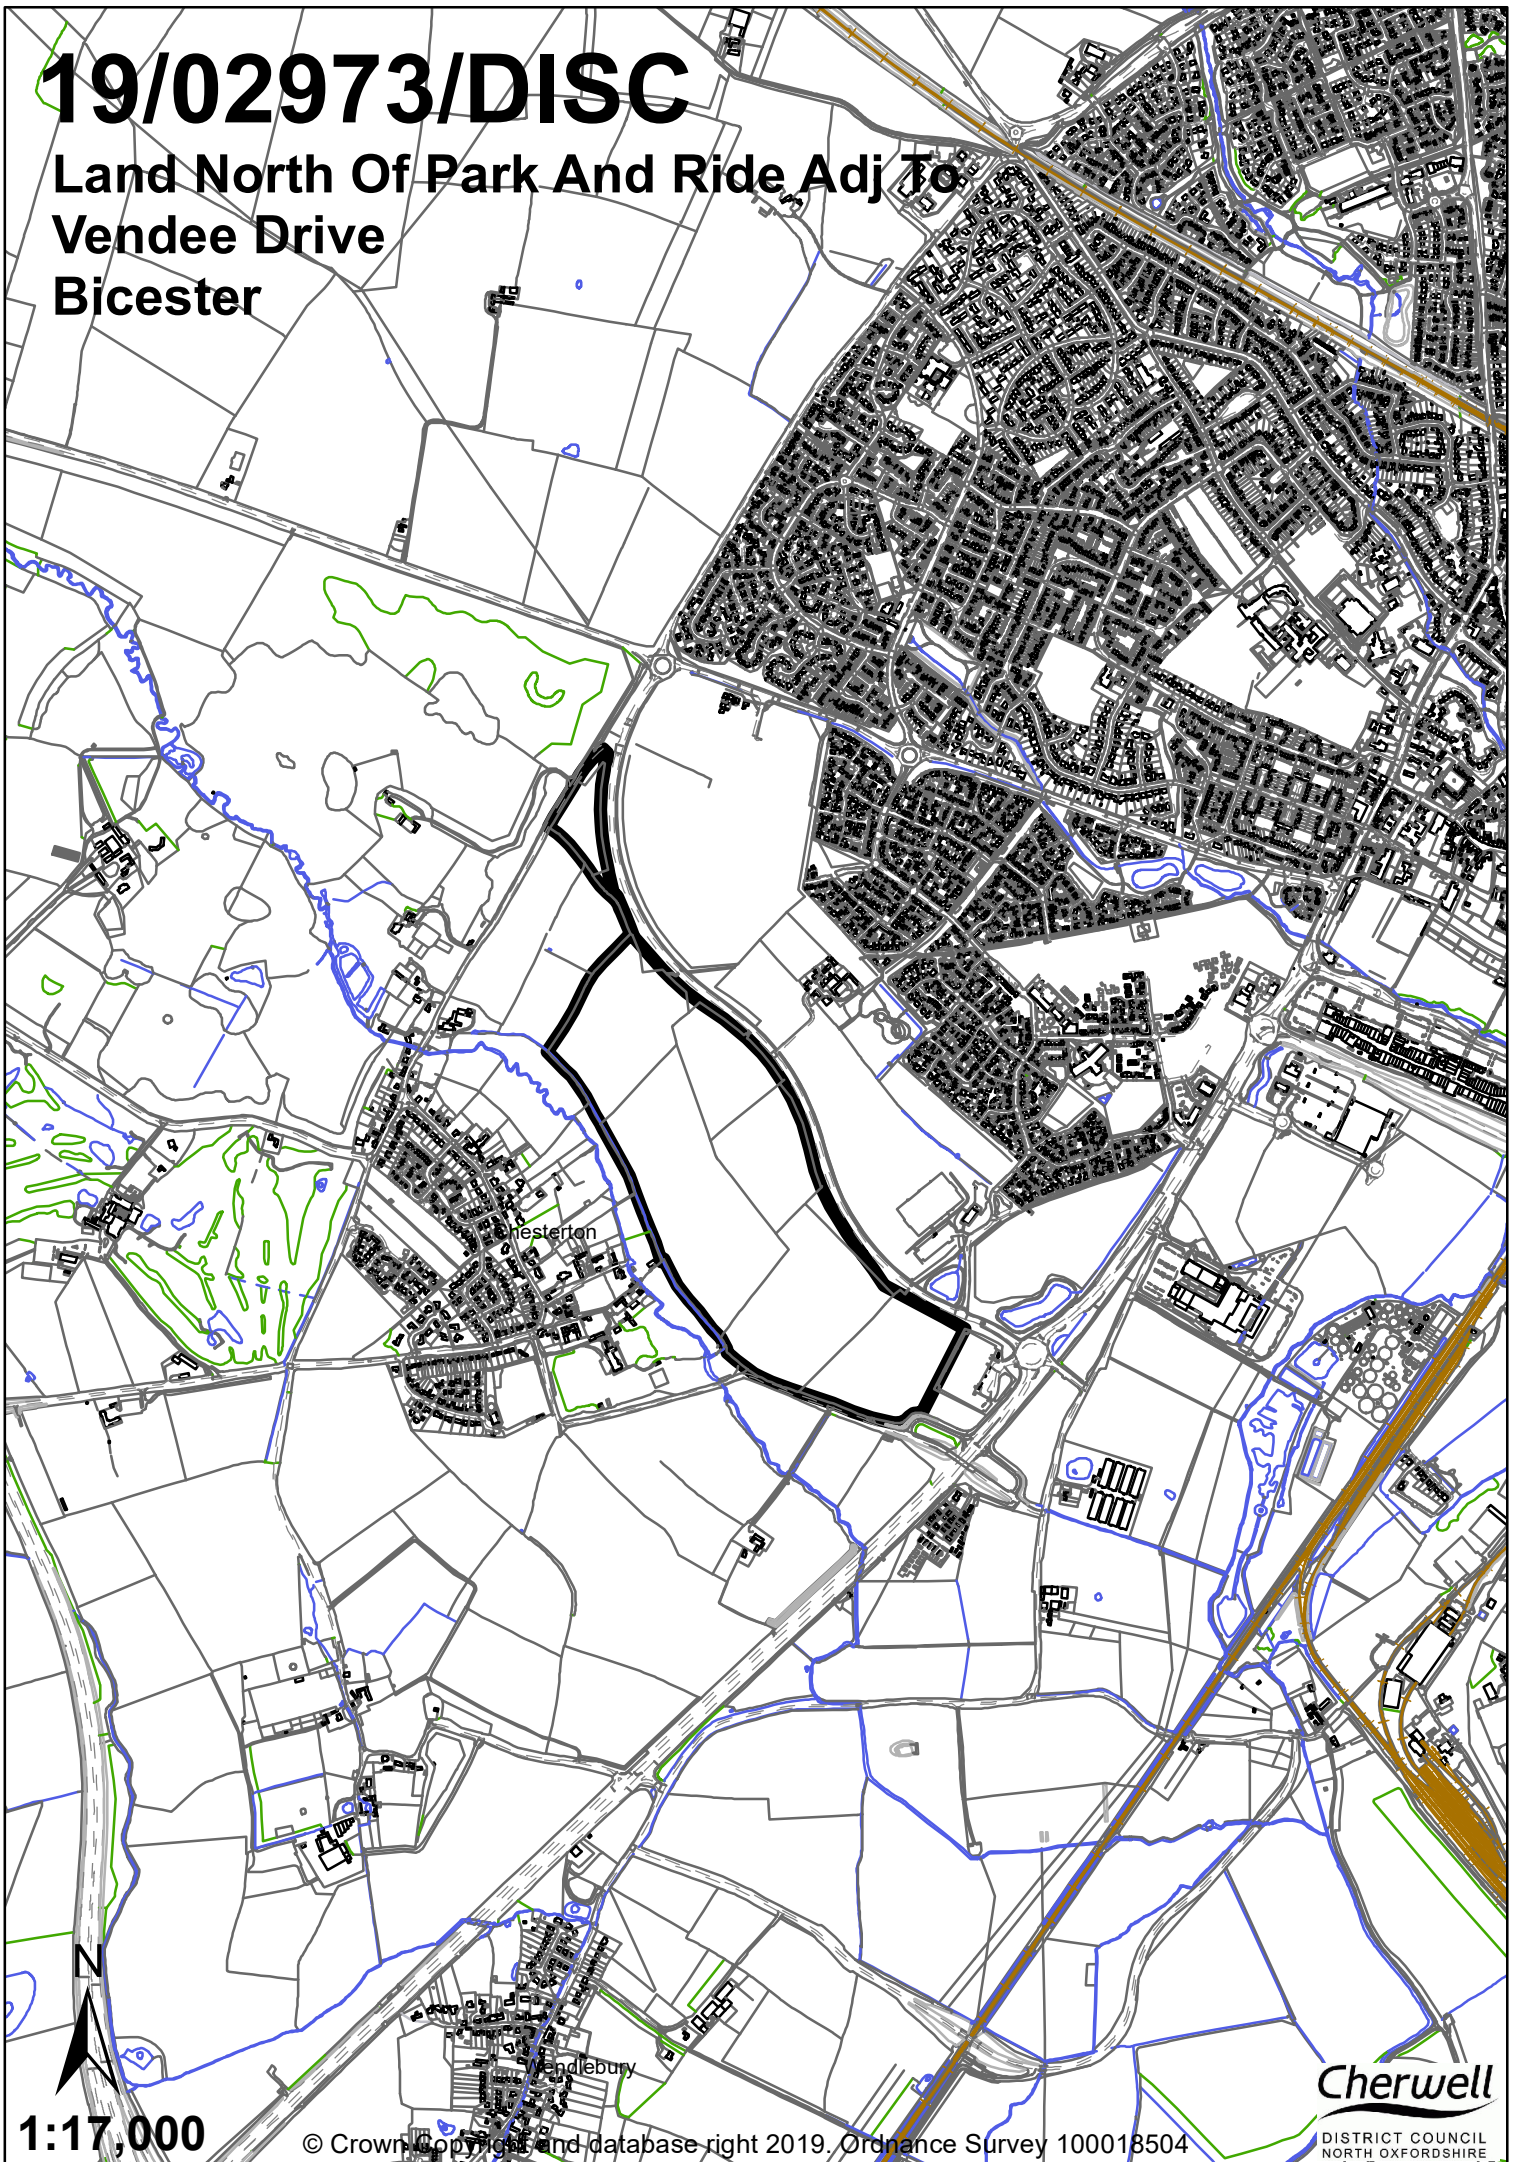 19/02973/DISC
Land North Of Park And Ride Adj To
Vendee Drive
Bicester
Chesterton
Wendlebury
N
1:17,000
© Crown Copyright and database right 2019. Ordnance Survey 100018504
Cherwell
DISTRICT COUNCIL
NORTH OXFORDSHIRE